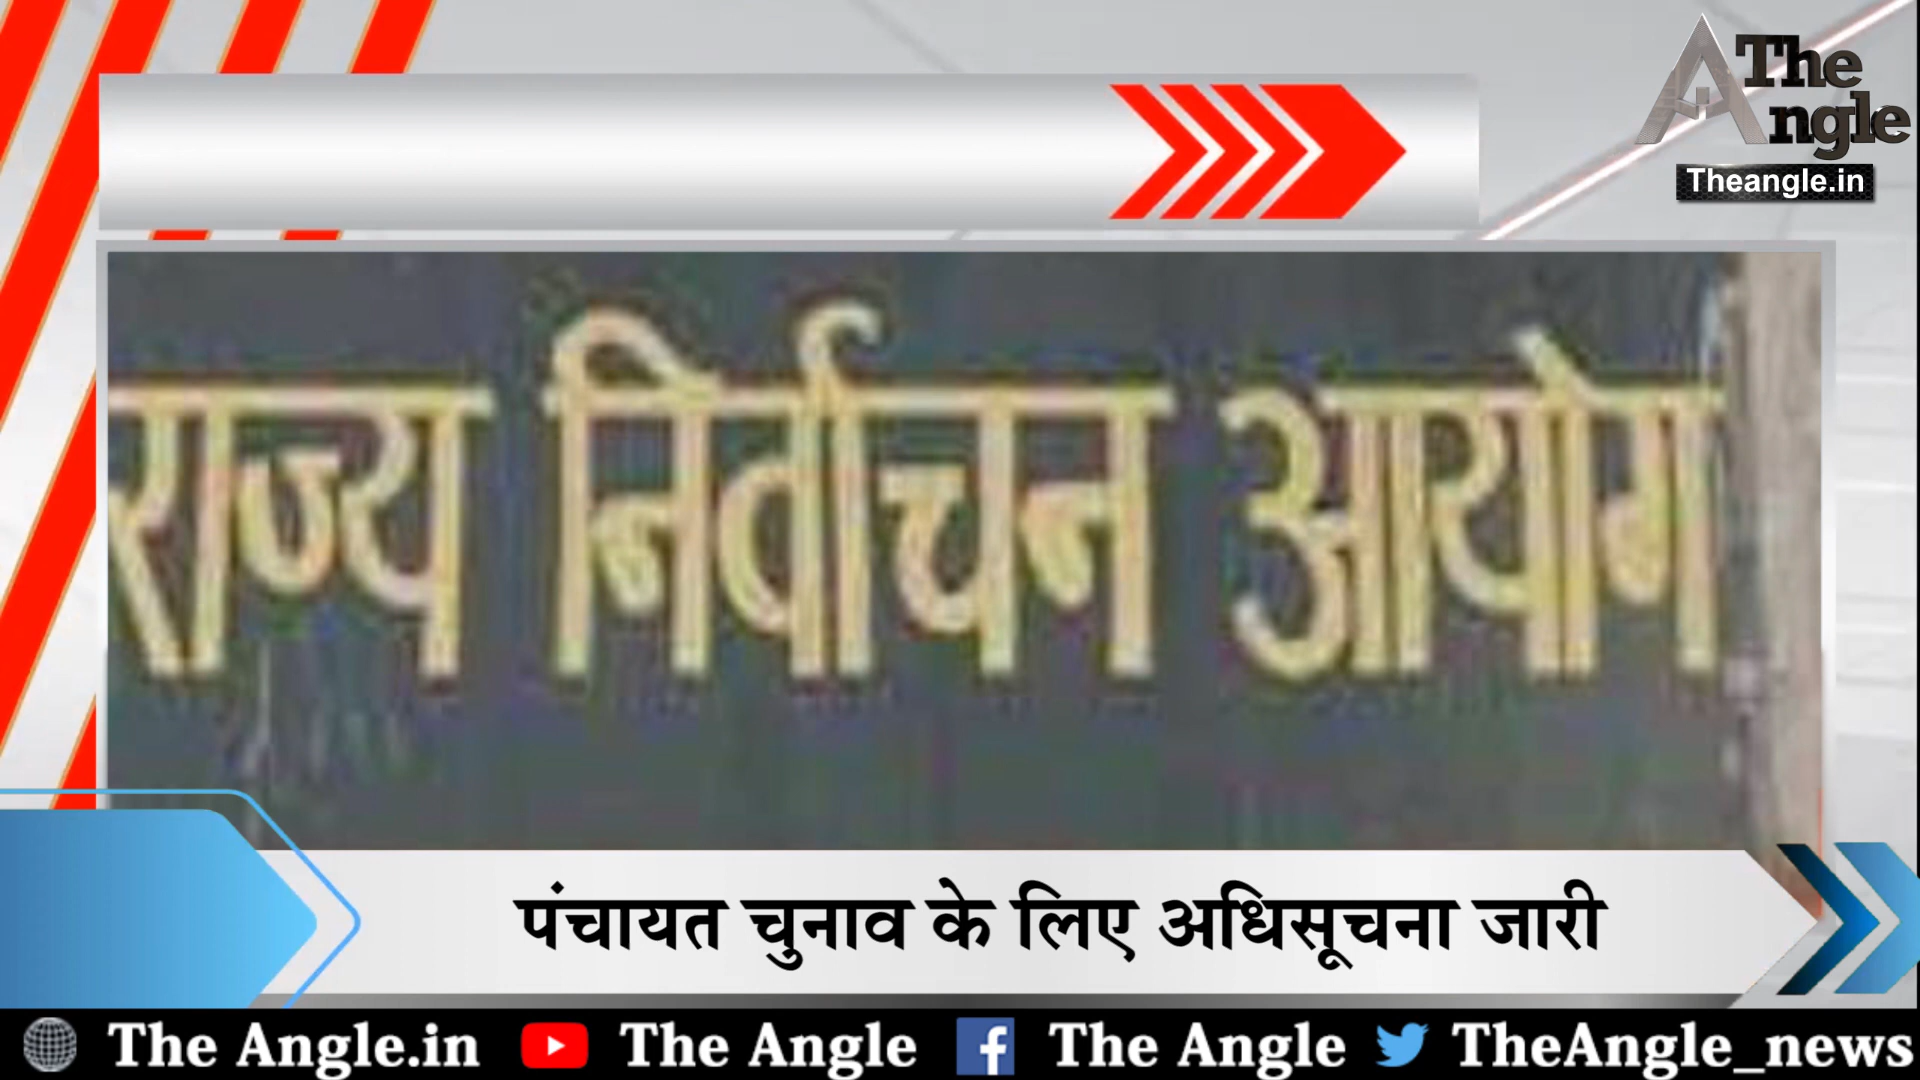 The
Angle
Theangle.in
राज्य निर्वाचन आयोग
पंचायत चुनाव के लिए अधिसूचना जारी
The Angle.in The Angle The Angle TheAngle_news